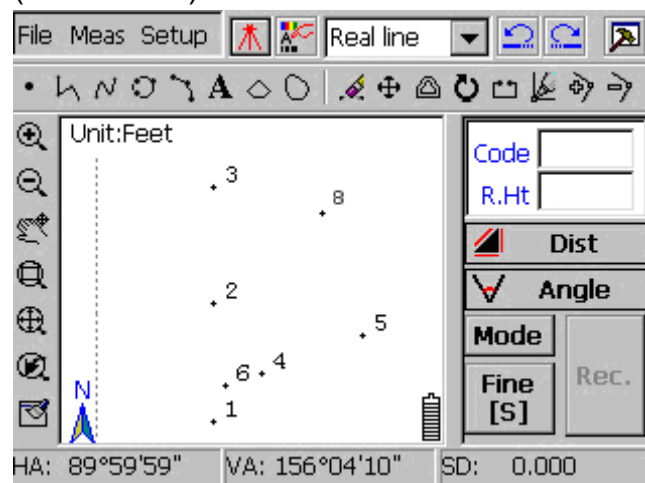 File Meas Setup Real line
A
Unit:Feet
Code
3
R.Ht
8
Dist
2
Angle
5
Mode
4
6
Rec.
Fine
[S]
N
1
HA: 89°59'59" VA: 156°04'10" SD: 0.000